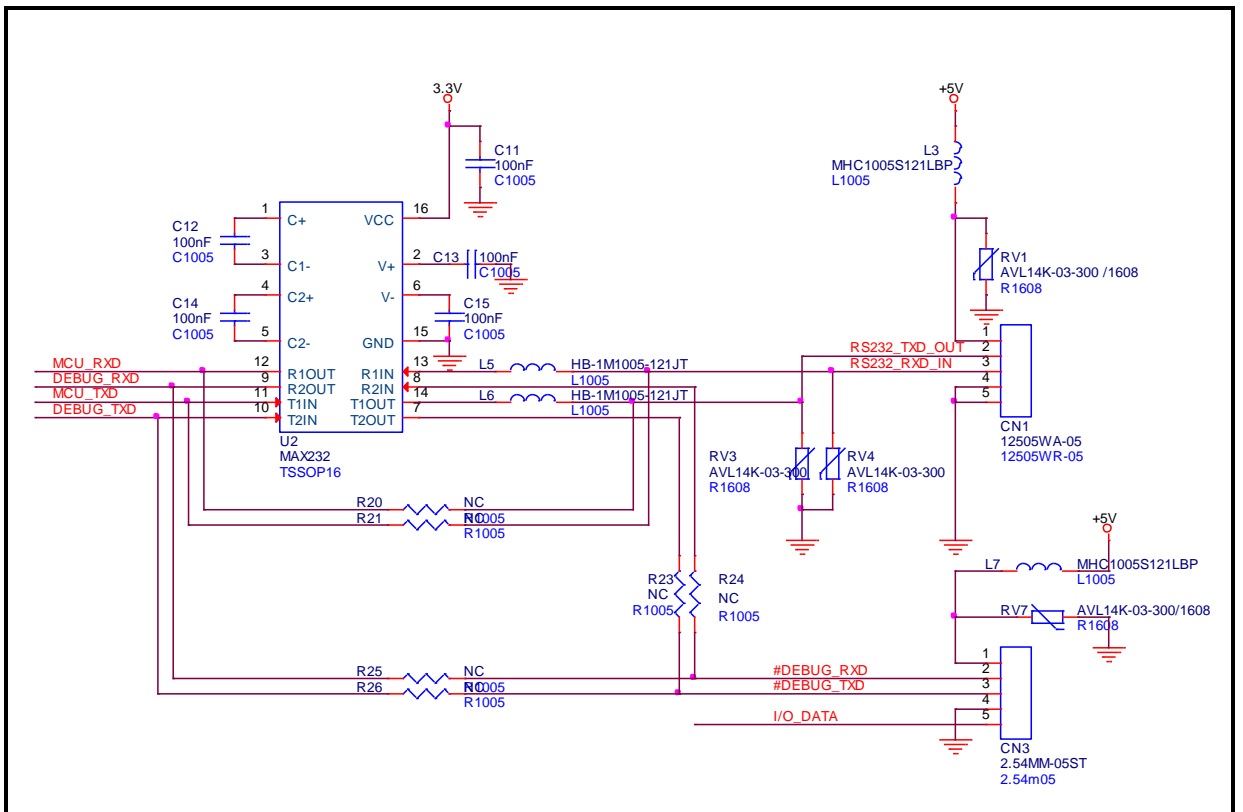 3.3V
+5V
C11
100nF
C1005
L3
MHC1005S121LBP
L1005
1
C+
VCC
16
C12
100nF
C1005
3
C1-
V+
2
C13
100nF
C1005
RV1
AVL14K-03-300 /1608
R1608
4
C2+
V-
6
C14
100nF
C1005
C15
100nF
C1005
5
C2-
GND
15
1
RS232_TXD_OUT
2
RS232_RXD_IN
3
4
5
CN1
12505WA-05
12505WR-05
MCU_RXD
12
R1OUT
R1IN
13
L5
HB-1M1005-121JT
L1005
DEBUG_RXD
9
R2OUT
R2IN
8
MCU_TXD
11
T1IN
T1OUT
14
L6
HB-1M1005-121JT
L1005
DEBUG_TXD
10
T2IN
T2OUT
7
U2
MAX232
TSSOP16
RV3
AVL14K-03-300
R1608
RV4
AVL14K-03-300
R1608
R20
NC
R1005
R21
NC
R1005
+5V
L7
MHC1005S121LBP
L1005
R23
NC
R1005
R24
NC
R1005
RV7
AVL14K-03-300/1608
R1608
R25
NC
R1005
R26
NC
R1005
1
#DEBUG_RXD
2
#DEBUG_TXD
3
4
I/O_DATA
5
CN3
2.54MM-05ST
2.54m05